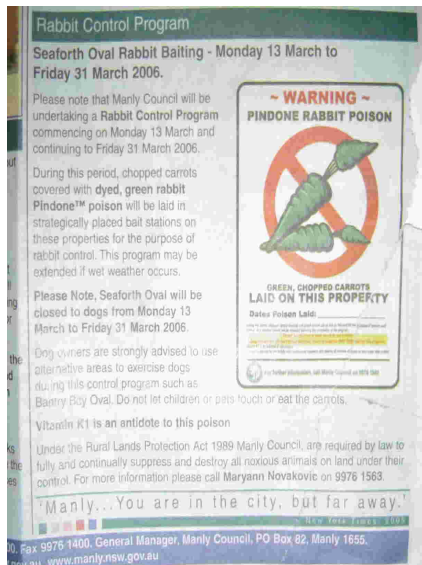 Rabbit Control Program
Seaforth Oval Rabbit Baiting - Monday 13 March to
Friday 31 March 2006.
Please note that Manly Council will be
undertaking a Rabbit Control Program
commencing on Monday 13 March and
continuing to Friday 31 March 2006.
During this period, chopped carrots
covered with dyed, green rabbit
Pindone™ poison will be laid in
strategically placed bait stations on
these properties for the purpose of
rabbit control. This program may be
extended if wet weather occurs.
Please Note, Seaforth Oval will be
closed to dogs from Monday 13
March to Friday 31 March 2006.
Dog owners are strongly advised to use
alternative areas to exercise dogs
during this control program such as
Bantry Bay Oval. Do not let children or pets touch or eat the carrots.
Vitamin K1 is an antidote to this poison
Under the Rural Lands Protection Act 1989 Manly Council, are required by law to
fully and continually suppress and destroy all noxious animals on land under their
control. For more information please call Maryann Novakovic on 9976 1563.
~ WARNING ~
PINDONE RABBIT POISON
GREEN, CHOPPED CARROTS
LAID ON THIS PROPERTY
Dates Poison Laid:
For further information, call Manly Council on
'Manly...You are in the city, but far away.'
New York Times, 2003
00. Fax 9976 1400. General Manager, Manly Council, PO Box 82, Manly 1655.
www.manly.nsw.gov.au